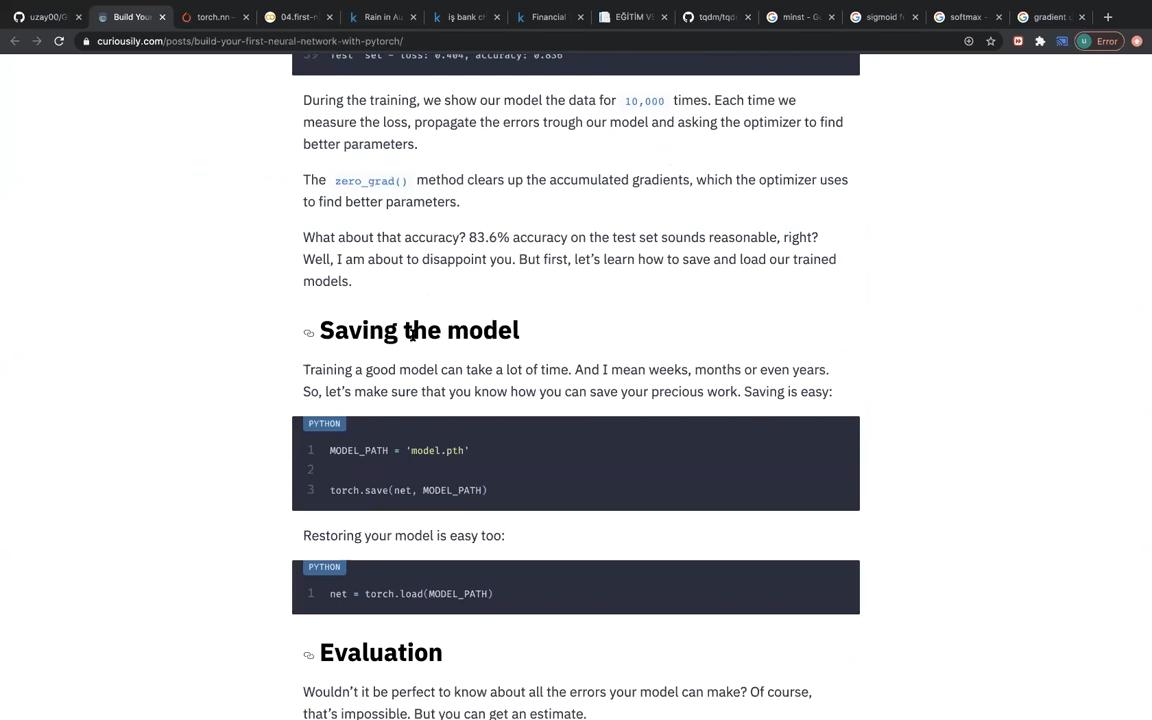 uzay00/G
Build You
torch.nn –
04.first-n
Rain in Au
iş bank c
Financial
EĞİTİM VE
tqdm/tqd
minst - G
sigmoid f
softmax -
gradient
curiousily.com/posts/build-your-first-neural-network-with-pytorch/
u Error
39 Test set - loss: 0.404, accuracy: 0.836
During the training, we show our model the data for 10,000 times. Each time we
measure the loss, propagate the errors trough our model and asking the optimizer to find
better parameters.
The zero_grad() method clears up the accumulated gradients, which the optimizer uses
to find better parameters.
What about that accuracy? 83.6% accuracy on the test set sounds reasonable, right?
Well, I am about to disappoint you. But first, let's learn how to save and load our trained
models.
Saving the model
Training a good model can take a lot of time. And I mean weeks, months or even years.
So, let's make sure that you know how you can save your precious work. Saving is easy:
PYTHON
1 MODEL_PATH = 'model.pth'
2
3 torch.save(net, MODEL_PATH)
Restoring your model is easy too:
PYTHON
1 net = torch.load(MODEL_PATH)
Evaluation
Wouldn't it be perfect to know about all the errors your model can make? Of course,
that's impossible. But you can get an estimate.